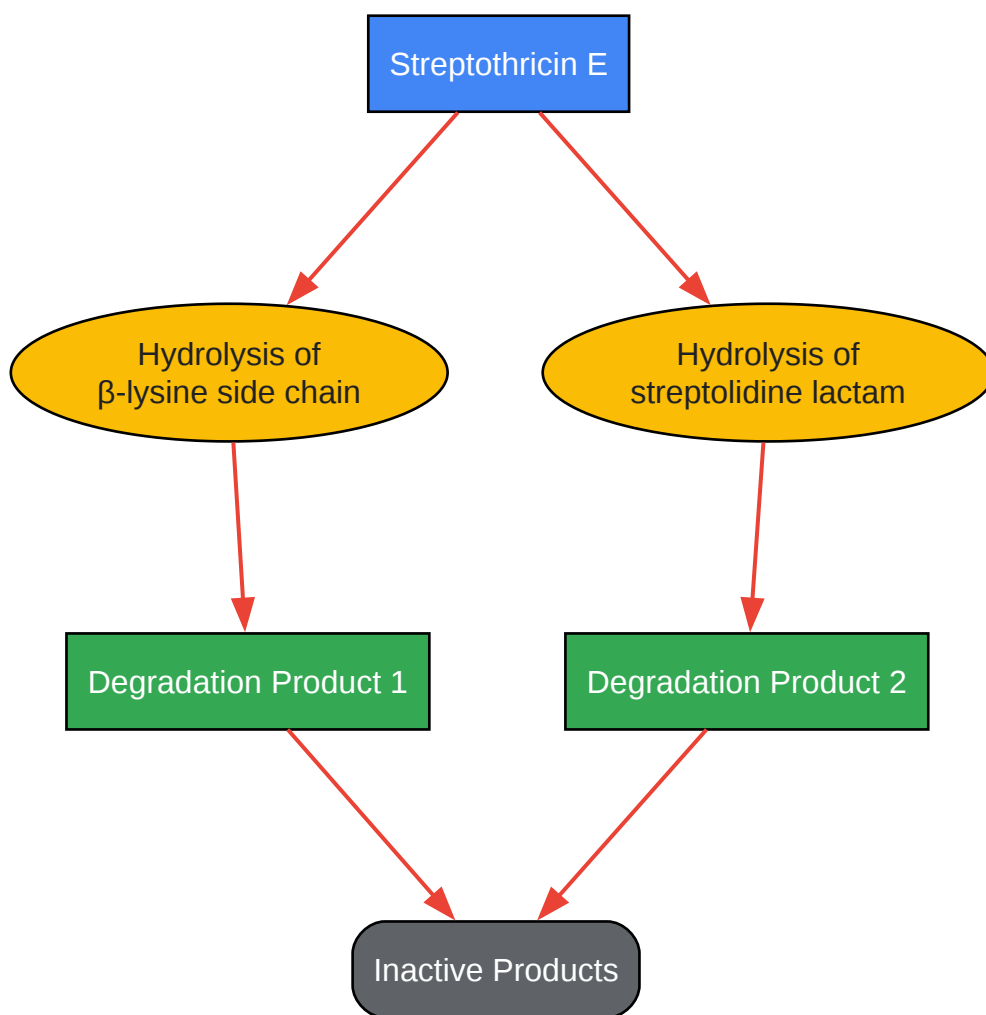 Streptothricin E
Hydrolysis of
β-lysine side chain
Hydrolysis of
streptolidine lactam
Degradation Product 1
Degradation Product 2
Inactive Products